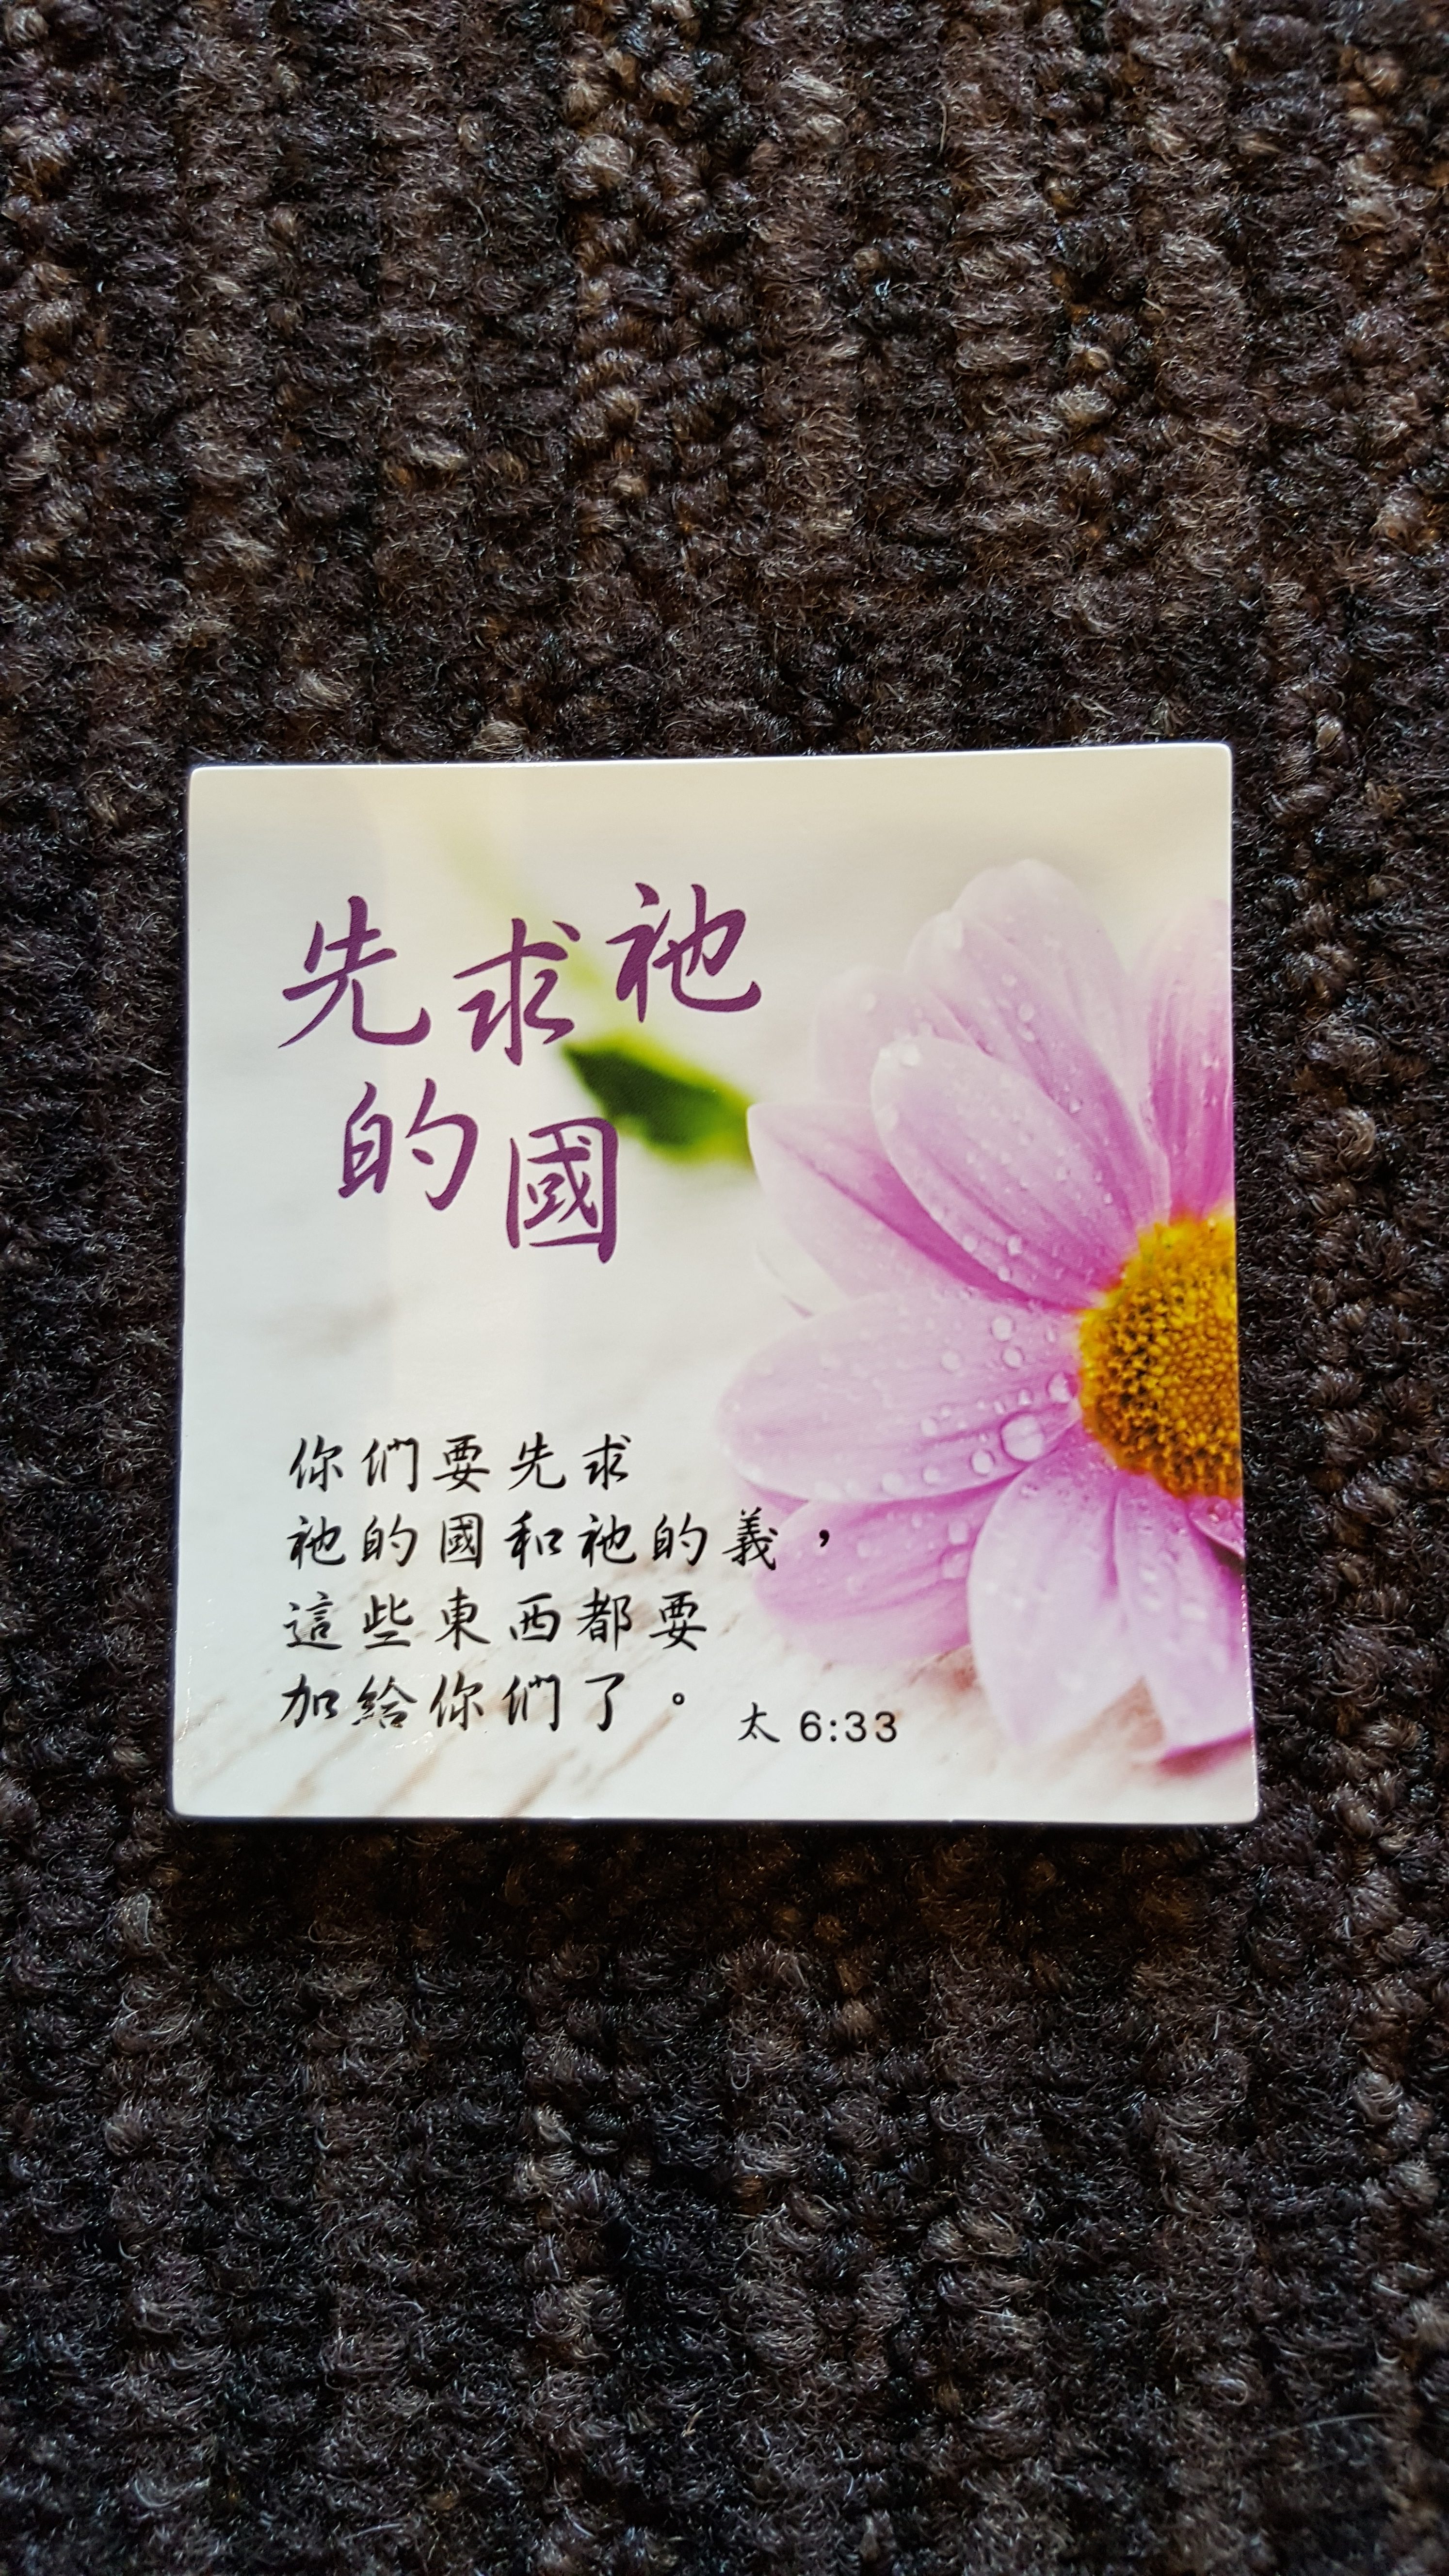 先求祂
的國
你們要先求
祂的國和祂的義，
這些東西都要
加給你們了。
太 6:33